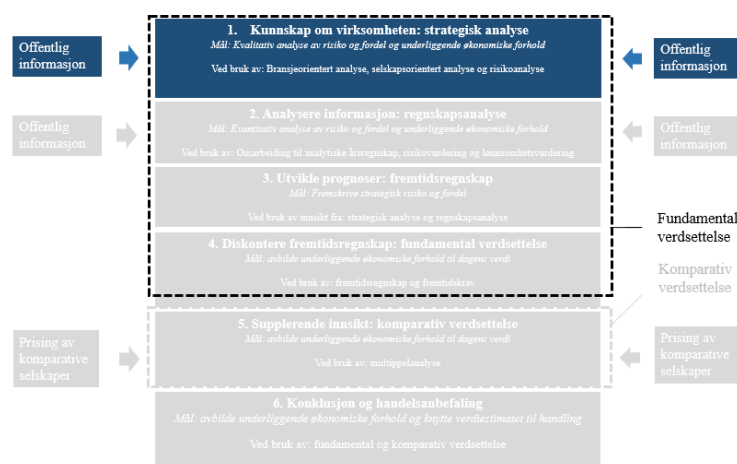 1. Kunnskap om virksomheten: strategisk analyse
Mål: Kvalitativ analyse av risiko og fordel og underliggende økonomiske forhold
Ved bruk av: Bransjeorientert analyse, selskapsorientert analyse og risikoanalyse
Offentlig
informasjon
Offentlig
informasjon
2. Analysere informasjon: regnskapsanalyse
Mål: Kvantitativ analyse av risiko og fordel og underliggende økonomiske forhold
Ved bruk av: Omarbeiding til analytiske årsregnskap, risikovurdering og lønnsomhetsvurdering
Offentlig
informasjon
Offentlig
informasjon
3. Utvikle prognoser: fremtidsregnskap
Mål: Fremskrive strategisk risiko og fordel
Ved bruk av innsikt fra: strategisk analyse og regnskapsanalyse
4. Diskontere fremtidsregnskap: fundamental verdsettelse
Mål: avbilde underliggende økonomiske forhold til dagens verdi
Ved bruk av: fremtidsregnskap og fremtidskrav
Fundamental
verdsettelse
Komparativ
verdsettelse
5. Supplerende innsikt: komparativ verdsettelse
Mål: avbilde underliggende økonomiske forhold til dagens verdi
Ved bruk av: multippelanalyse
Prising av
komparative
selskaper
Prising av
komparative
selskaper
6. Konklusjon og handelsanbefaling
Mål: avbilde underliggende økonomiske forhold og knytte verdiestimatet til handling
Ved bruk av: fundamental og komparativ verdsettelse